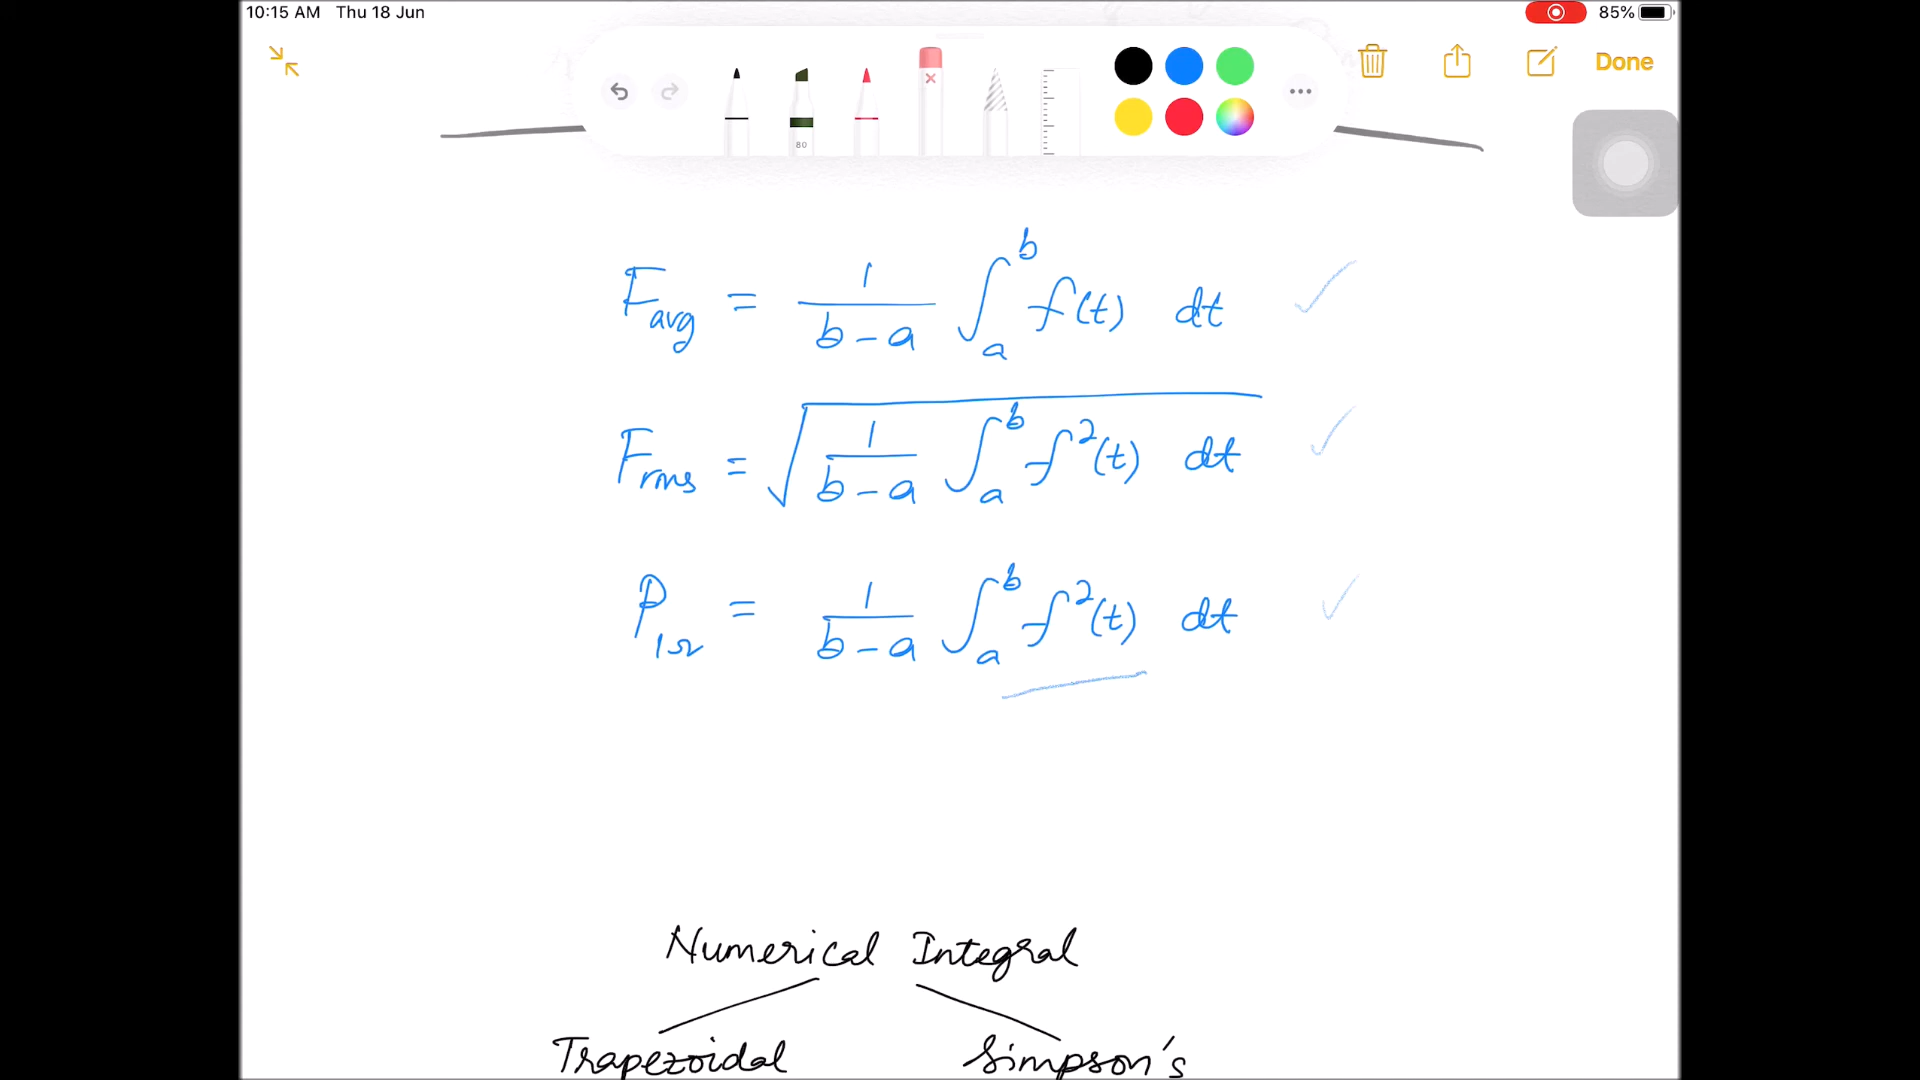 10:15 AM Thu 18 Jun 85%
Done
80
F_avg = 1/(b-a) ∫_a^b f(t) dt ✓
F_rms = √(1/(b-a) ∫_a^b f²(t) dt) ✓
P_1Ω = 1/(b-a) ∫_a^b f²(t) dt ✓
Numerical Integral
Trapezoidal Simpson's